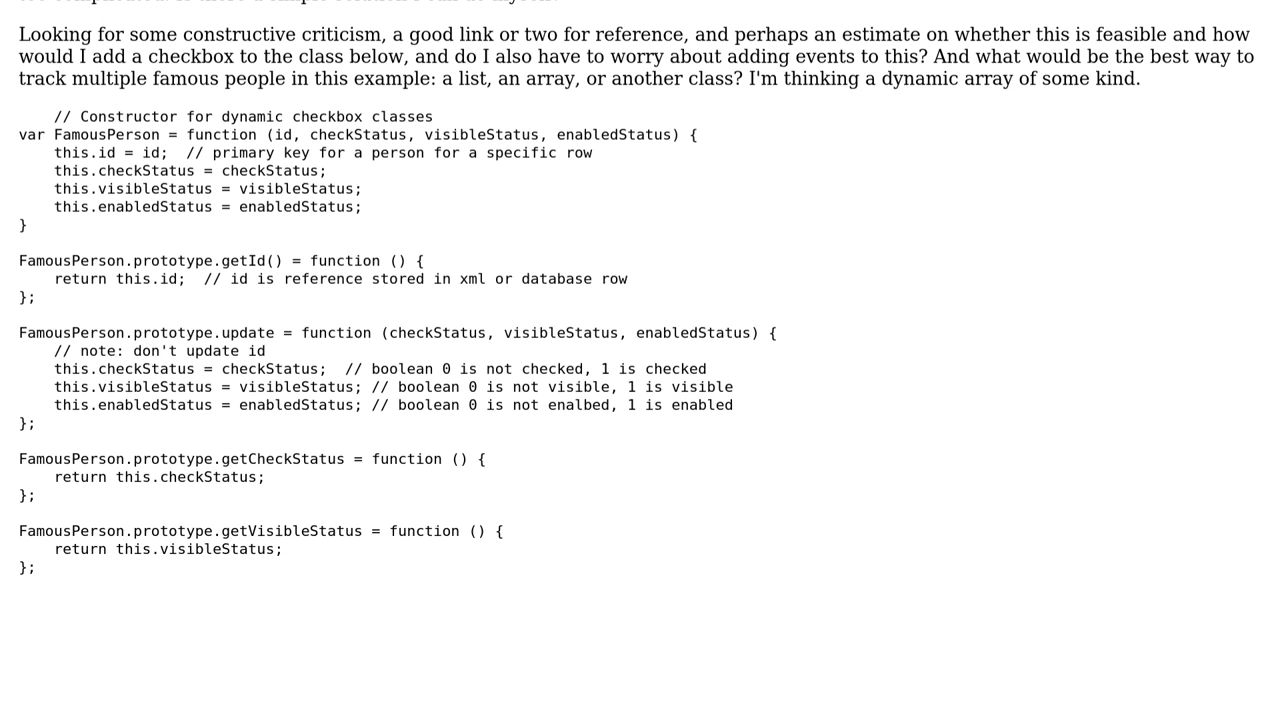 Looking for some constructive criticism, a good link or two for reference, and perhaps an estimate on whether this is feasible and how
would I add a checkbox to the class below, and do I also have to worry about adding events to this? And what would be the best way to
track multiple famous people in this example: a list, an array, or another class? I'm thinking a dynamic array of some kind.
    // Constructor for dynamic checkbox classes
var FamousPerson = function (id, checkStatus, visibleStatus, enabledStatus) {
    this.id = id;  // primary key for a person for a specific row
    this.checkStatus = checkStatus;
    this.visibleStatus = visibleStatus;
    this.enabledStatus = enabledStatus;
}
FamousPerson.prototype.getId() = function () {
    return this.id;  // id is reference stored in xml or database row
};
FamousPerson.prototype.update = function (checkStatus, visibleStatus, enabledStatus) {
    // note: don't update id
    this.checkStatus = checkStatus;  // boolean 0 is not checked, 1 is checked
    this.visibleStatus = visibleStatus; // boolean 0 is not visible, 1 is visible
    this.enabledStatus = enabledStatus; // boolean 0 is not enalbed, 1 is enabled
};
FamousPerson.prototype.getCheckStatus = function () {
    return this.checkStatus;
};
FamousPerson.prototype.getVisibleStatus = function () {
    return this.visibleStatus;
};